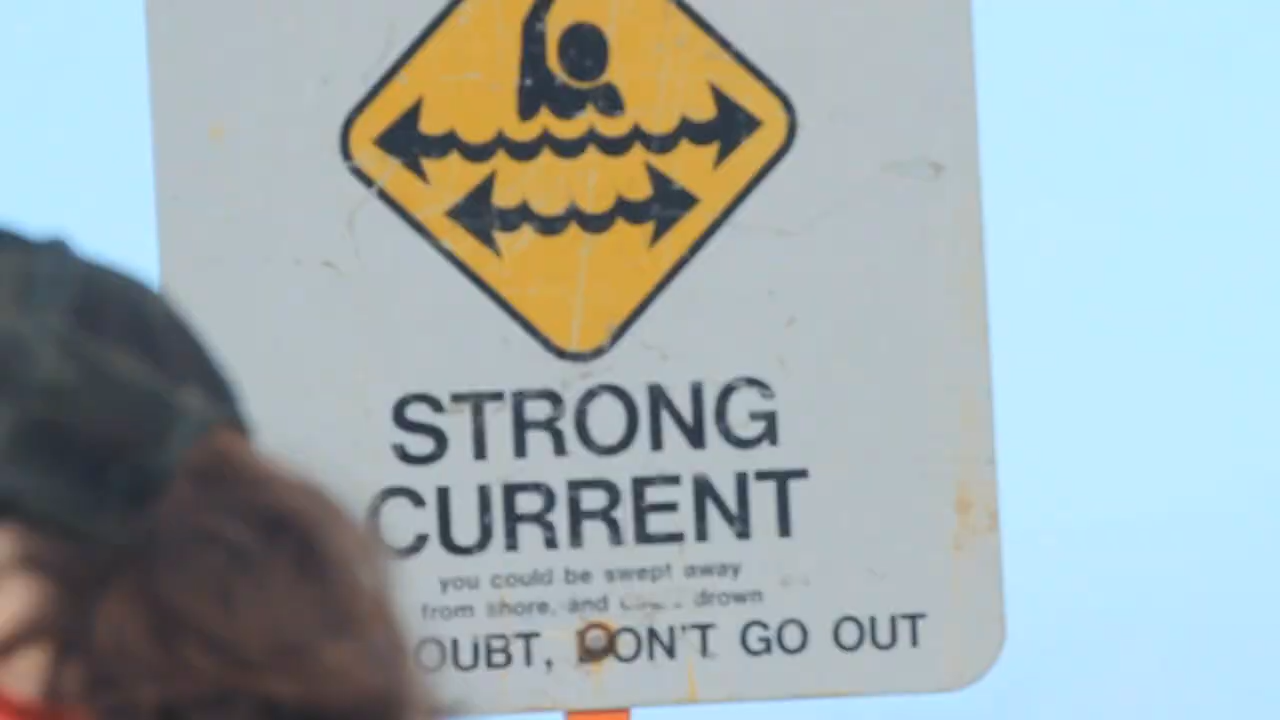 STRONG
CURRENT
you could be swept away
from shore, and drown
OUBT, DON'T GO OUT